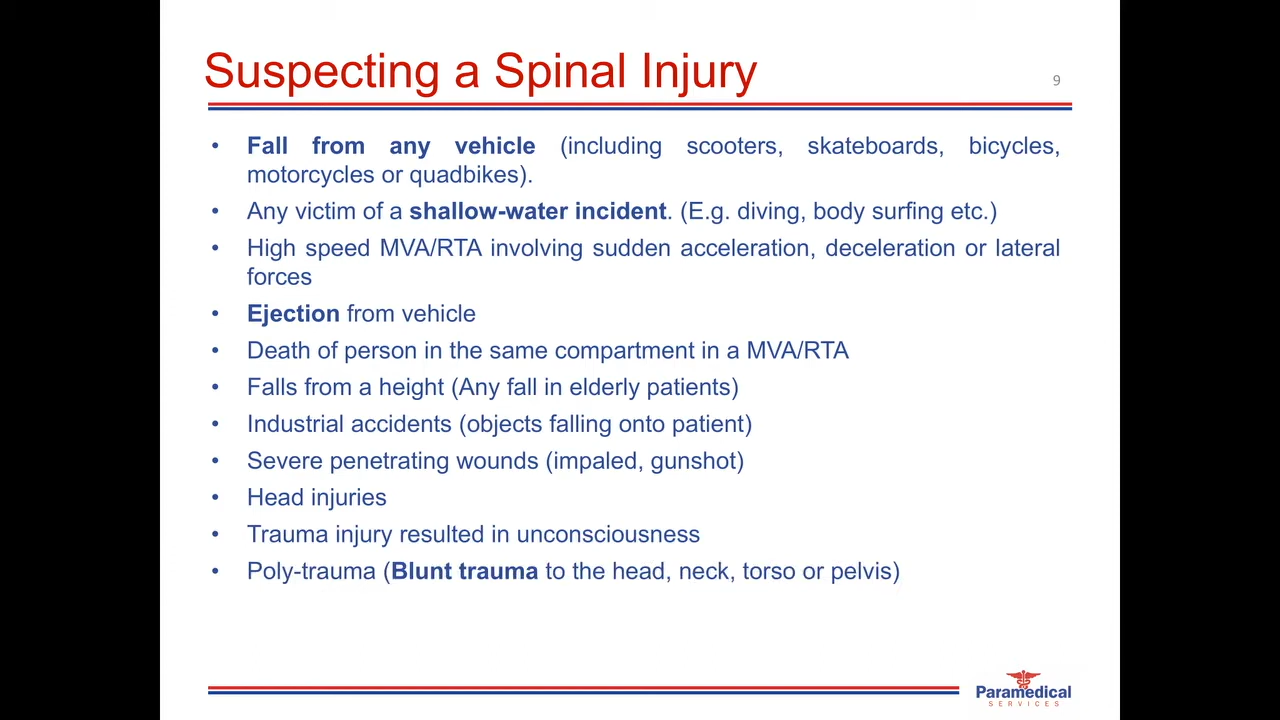 Suspecting a Spinal Injury
9
• Fall from any vehicle (including scooters, skateboards, bicycles,
motorcycles or quadbikes).
• Any victim of a shallow-water incident. (E.g. diving, body surfing etc.)
• High speed MVA/RTA involving sudden acceleration, deceleration or lateral
forces
• Ejection from vehicle
• Death of person in the same compartment in a MVA/RTA
• Falls from a height (Any fall in elderly patients)
• Industrial accidents (objects falling onto patient)
• Severe penetrating wounds (impaled, gunshot)
• Head injuries
• Trauma injury resulted in unconsciousness
• Poly-trauma (Blunt trauma to the head, neck, torso or pelvis)
Paramedical
SERVICES